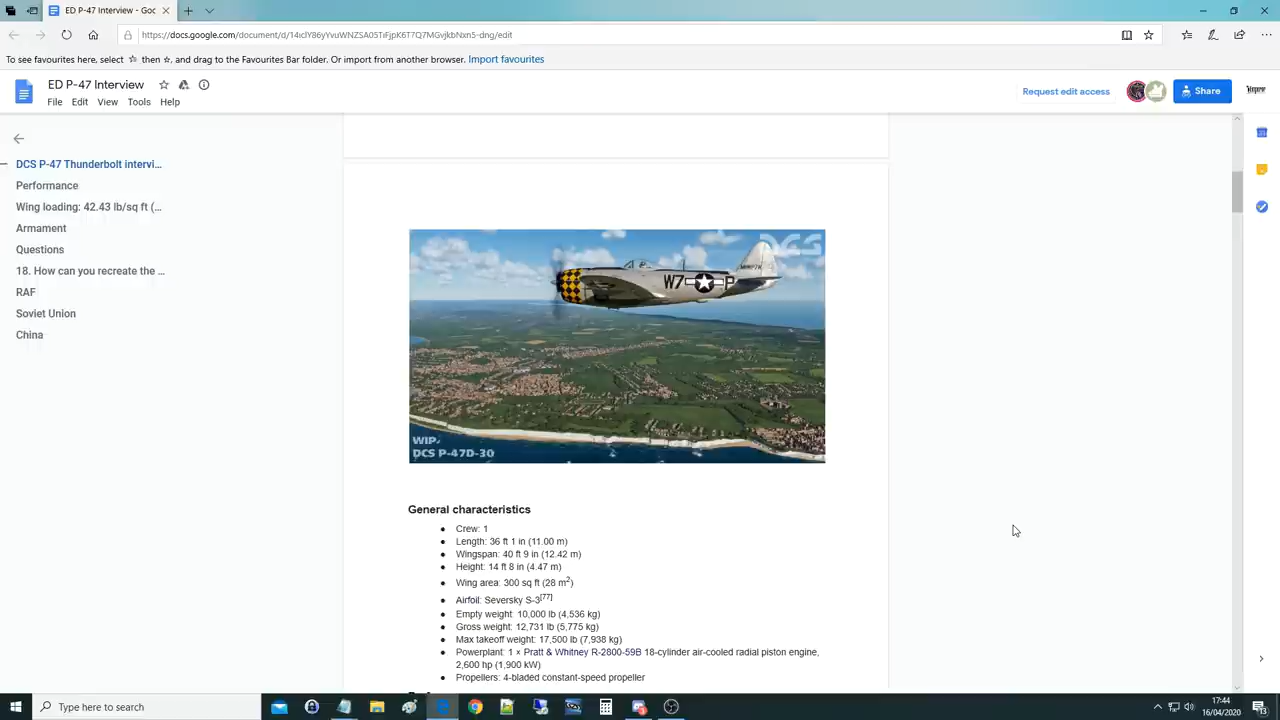 ED P-47 Interview - Goc
https://docs.google.com/document/d/14iclY86yYvuWNZSA05TiFjpK6T7Q7MGvjkbNxn5-dng/edit
To see favourites here, select ☆ then ☆, and drag to the Favourites Bar folder. Or import from another browser. Import favourites
ED P-47 Interview
File Edit View Tools Help
Request edit access
Share
DCS P-47 Thunderbolt intervi...
Performance
Wing loading: 42.43 lb/sq ft (...
Armament
Questions
18. How can you recreate the ...
RAF
Soviet Union
China
DCS
W7 P
WIP
DCS P-47D-30
General characteristics
● Crew: 1
● Length: 36 ft 1 in (11.00 m)
● Wingspan: 40 ft 9 in (12.42 m)
● Height: 14 ft 8 in (4.47 m)
● Wing area: 300 sq ft (28 m²)
● Airfoil: Seversky S-3[77]
● Empty weight: 10,000 lb (4,536 kg)
● Gross weight: 12,731 lb (5,775 kg)
● Max takeoff weight: 17,500 lb (7,938 kg)
● Powerplant: 1 × Pratt & Whitney R-2800-59B 18-cylinder air-cooled radial piston engine,
2,600 hp (1,900 kW)
● Propellers: 4-bladed constant-speed propeller
Type here to search
17:44
16/04/2020
13